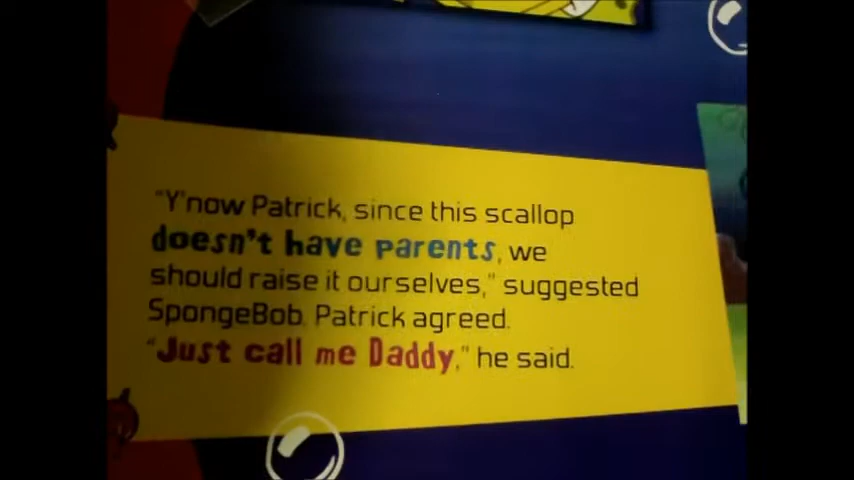 "Y'now Patrick, since this scallop
doesn't have parents, we
should raise it ourselves," suggested
SpongeBob. Patrick agreed.
"Just call me Daddy," he said.